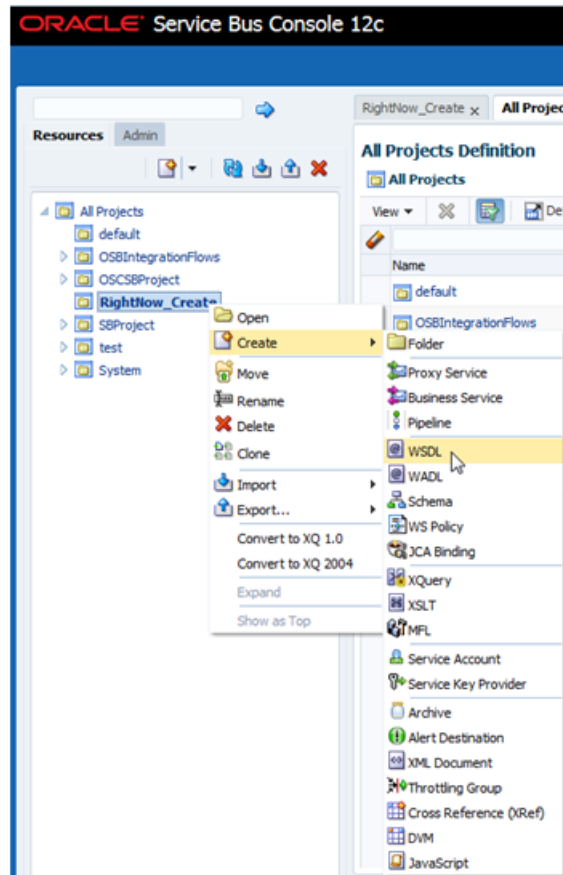 ORACLE Service Bus Console 12c
RightNow_Create x All Projec
Resources Admin
All Projects Definition
All Projects
View De
Name
default
OSBIntegrationFlows
All Projects
default
OSBIntegrationFlows
OSCSBProject
RightNow_Create
SBProject
test
System
Open
Create
Move
Rename
Delete
Clone
Import
Export...
Convert to XQ 1.0
Convert to XQ 2004
Expand
Show as Top
Folder
Proxy Service
Business Service
Pipeline
WSDL
WADL
Schema
WS Policy
JCA Binding
XQuery
XSLT
MFL
Service Account
Service Key Provider
Archive
Alert Destination
XML Document
Throttling Group
Cross Reference (XRef)
DVM
JavaScript